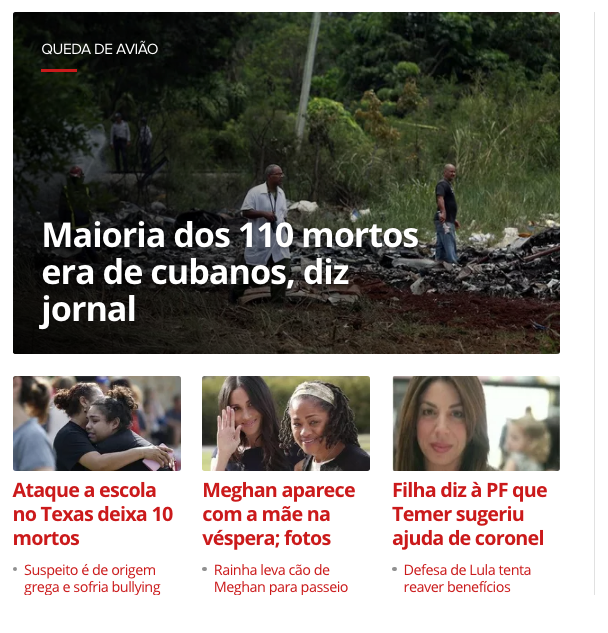 QUEDA DE AVIÃO
Maioria dos 110 mortos
era de cubanos, diz
jornal
Ataque a escola
no Texas deixa 10
mortos
Suspeito é de origem
grega e sofria bullying
Meghan aparece
com a mãe na
véspera; fotos
Rainha leva cão de
Meghan para passeio
Filha diz à PF que
Temer sugeriu
ajuda de coronel
Defesa de Lula tenta
reaver benefícios